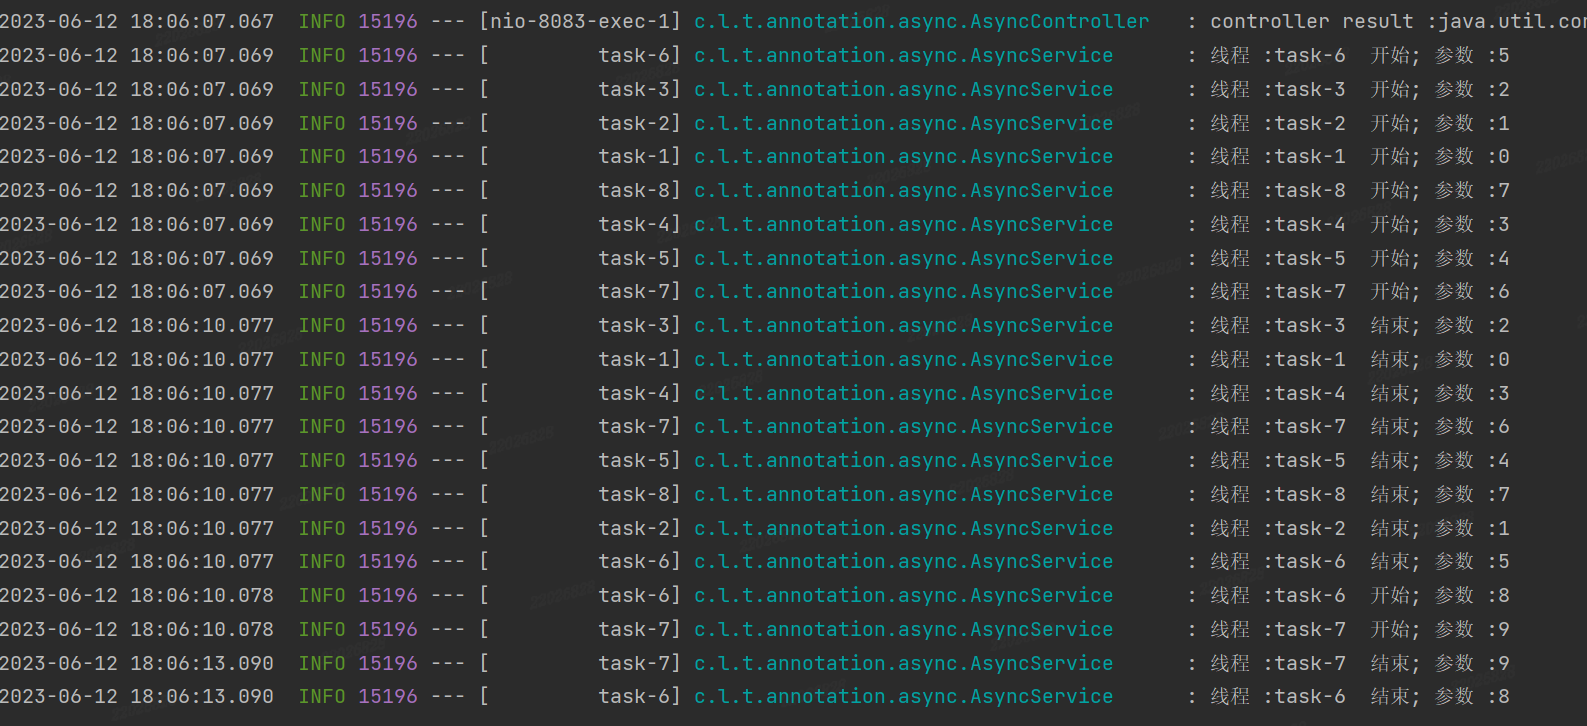 2023-06-12 18:06:07.067 INFO 15196 --- [nio-8083-exec-1] c.l.t.annotation.AsyncController : controller result :java.util.con
2023-06-12 18:06:07.069 INFO 15196 --- [ task-6] c.l.t.annotation.async.AsyncService : 线程 :task-6 开始; 参数 :5
2023-06-12 18:06:07.069 INFO 15196 --- [ task-3] c.l.t.annotation.async.AsyncService : 线程 :task-3 开始; 参数 :2
2023-06-12 18:06:07.069 INFO 15196 --- [ task-2] c.l.t.annotation.async.AsyncService : 线程 :task-2 开始; 参数 :1
2023-06-12 18:06:07.069 INFO 15196 --- [ task-1] c.l.t.annotation.async.AsyncService : 线程 :task-1 开始; 参数 :0
2023-06-12 18:06:07.069 INFO 15196 --- [ task-8] c.l.t.annotation.async.AsyncService : 线程 :task-8 开始; 参数 :7
2023-06-12 18:06:07.069 INFO 15196 --- [ task-4] c.l.t.annotation.async.AsyncService : 线程 :task-4 开始; 参数 :3
2023-06-12 18:06:07.069 INFO 15196 --- [ task-5] c.l.t.annotation.async.AsyncService : 线程 :task-5 开始; 参数 :4
2023-06-12 18:06:07.069 INFO 15196 --- [ task-7] c.l.t.annotation.async.AsyncService : 线程 :task-7 开始; 参数 :6
2023-06-12 18:06:10.077 INFO 15196 --- [ task-3] c.l.t.annotation.async.AsyncService : 线程 :task-3 结束; 参数 :2
2023-06-12 18:06:10.077 INFO 15196 --- [ task-1] c.l.t.annotation.async.AsyncService : 线程 :task-1 结束; 参数 :0
2023-06-12 18:06:10.077 INFO 15196 --- [ task-4] c.l.t.annotation.async.AsyncService : 线程 :task-4 结束; 参数 :3
2023-06-12 18:06:10.077 INFO 15196 --- [ task-7] c.l.t.annotation.async.AsyncService : 线程 :task-7 结束; 参数 :6
2023-06-12 18:06:10.077 INFO 15196 --- [ task-5] c.l.t.annotation.async.AsyncService : 线程 :task-5 结束; 参数 :4
2023-06-12 18:06:10.077 INFO 15196 --- [ task-8] c.l.t.annotation.async.AsyncService : 线程 :task-8 结束; 参数 :7
2023-06-12 18:06:10.077 INFO 15196 --- [ task-2] c.l.t.annotation.async.AsyncService : 线程 :task-2 结束; 参数 :1
2023-06-12 18:06:10.077 INFO 15196 --- [ task-6] c.l.t.annotation.async.AsyncService : 线程 :task-6 结束; 参数 :5
2023-06-12 18:06:10.078 INFO 15196 --- [ task-6] c.l.t.annotation.async.AsyncService : 线程 :task-6 开始; 参数 :8
2023-06-12 18:06:10.078 INFO 15196 --- [ task-7] c.l.t.annotation.async.AsyncService : 线程 :task-7 开始; 参数 :9
2023-06-12 18:06:13.090 INFO 15196 --- [ task-7] c.l.t.annotation.async.AsyncService : 线程 :task-7 结束; 参数 :9
2023-06-12 18:06:13.090 INFO 15196 --- [ task-6] c.l.t.annotation.async.AsyncService : 线程 :task-6 结束; 参数 :8